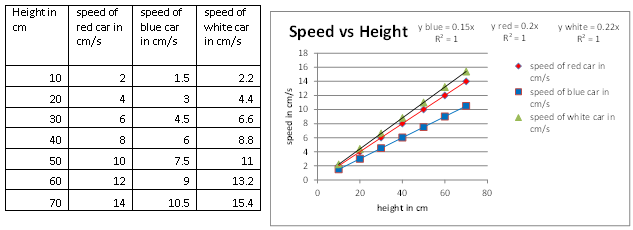 Height in cm | speed of red car in cm/s | speed of blue car in cm/s | speed of white car in cm/s
10 | 2 | 1.5 | 2.2
20 | 4 | 3 | 4.4
30 | 6 | 4.5 | 6.6
40 | 8 | 6 | 8.8
50 | 10 | 7.5 | 11
60 | 12 | 9 | 13.2
70 | 14 | 10.5 | 15.4
Speed vs Height
y blue = 0.15x
R² = 1
y red = 0.2x
R² = 1
y white = 0.22x
R² = 1
speed in cm/s
18
16
14
12
10
8
6
4
2
0
0 20 40 60 80
height in cm
speed of red car in
cm/s
speed of blue car in
cm/s
speed of white car in
cm/s